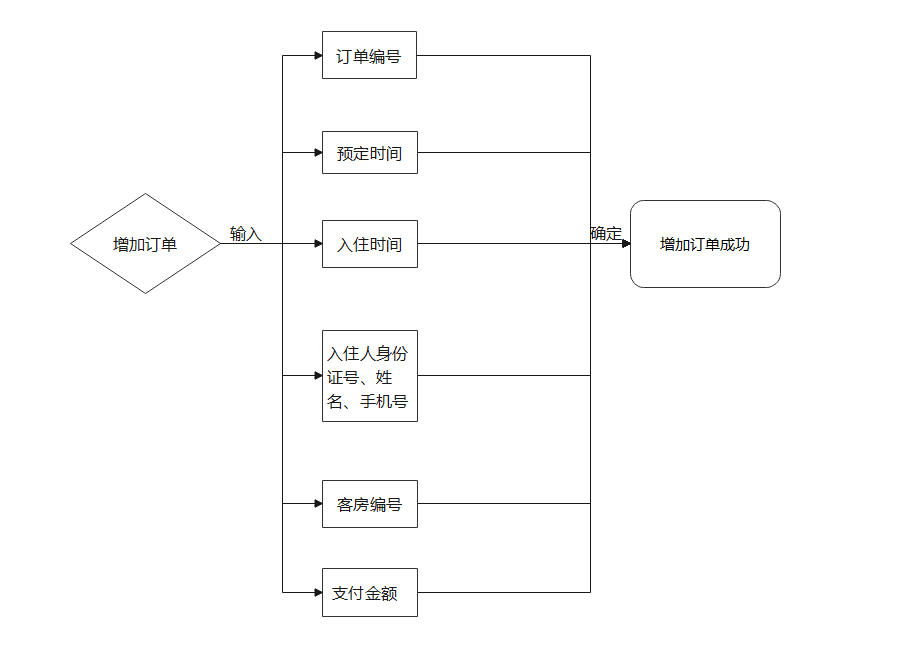 订单编号
预定时间
增加订单
输入
入住时间
确定
增加订单成功
入住人身份
证号、姓
名、手机号
客房编号
支付金额